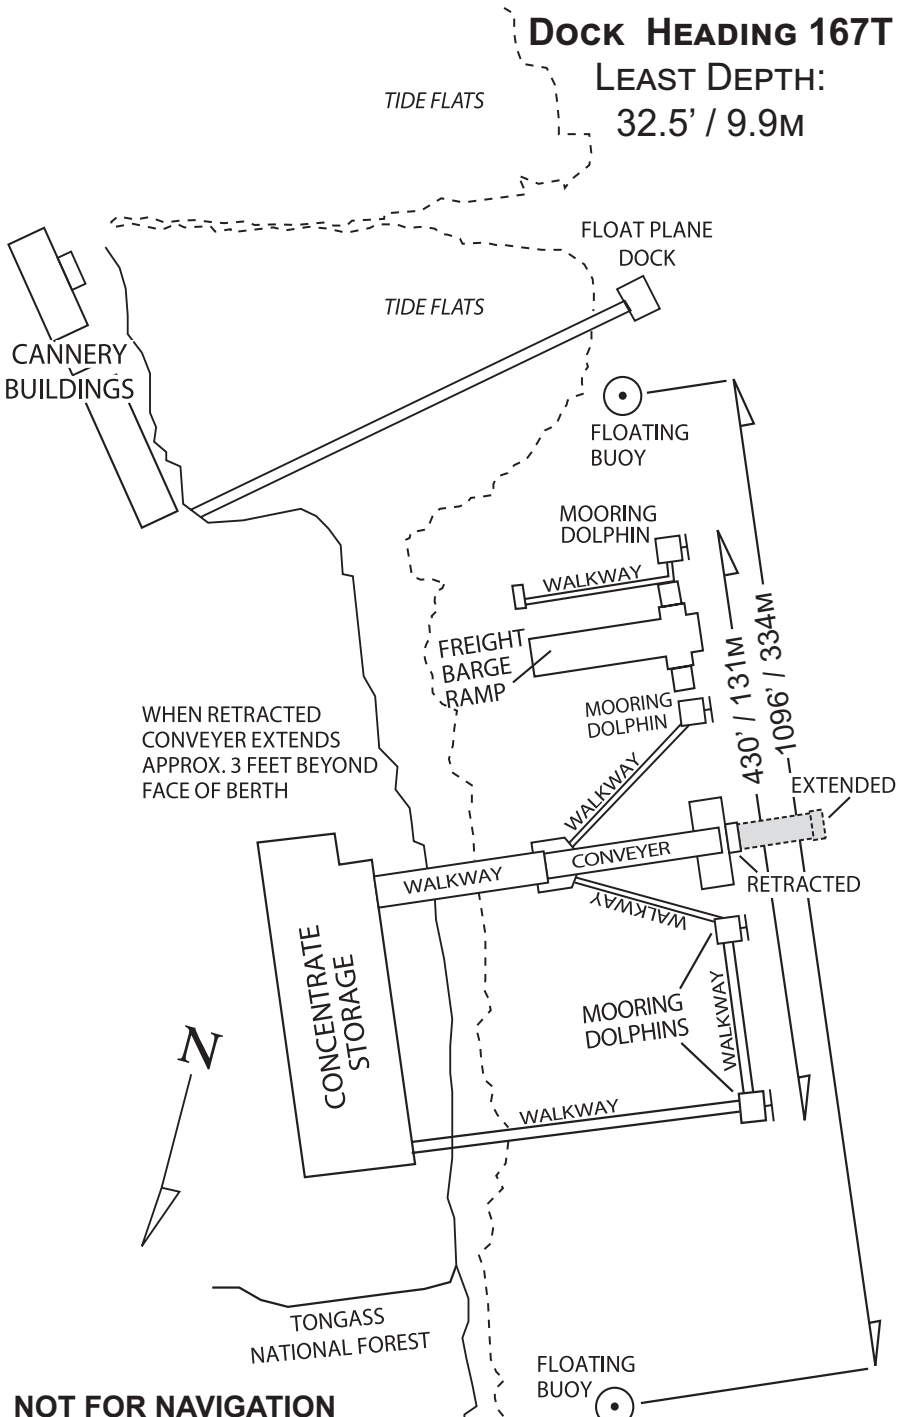 DOCK HEADING 167T
LEAST DEPTH:
32.5' / 9.9M
TIDE FLATS
FLOAT PLANE
DOCK
TIDE FLATS
CANNERY
BUILDINGS
FLOATING
BUOY
MOORING
DOLPHIN
WALKWAY
FREIGHT
BARGE
RAMP
MOORING
DOLPHIN
430' / 131M
1096' / 334M
WHEN RETRACTED
CONVEYER EXTENDS
APPROX. 3 FEET BEYOND
FACE OF BERTH
WALKWAY
EXTENDED
CONVEYER
WALKWAY
RETRACTED
WALKWAY
CONCENTRATE
STORAGE
MOORING
DOLPHINS
WALKWAY
N
WALKWAY
TONGASS
NATIONAL FOREST
FLOATING
BUOY
NOT FOR NAVIGATION